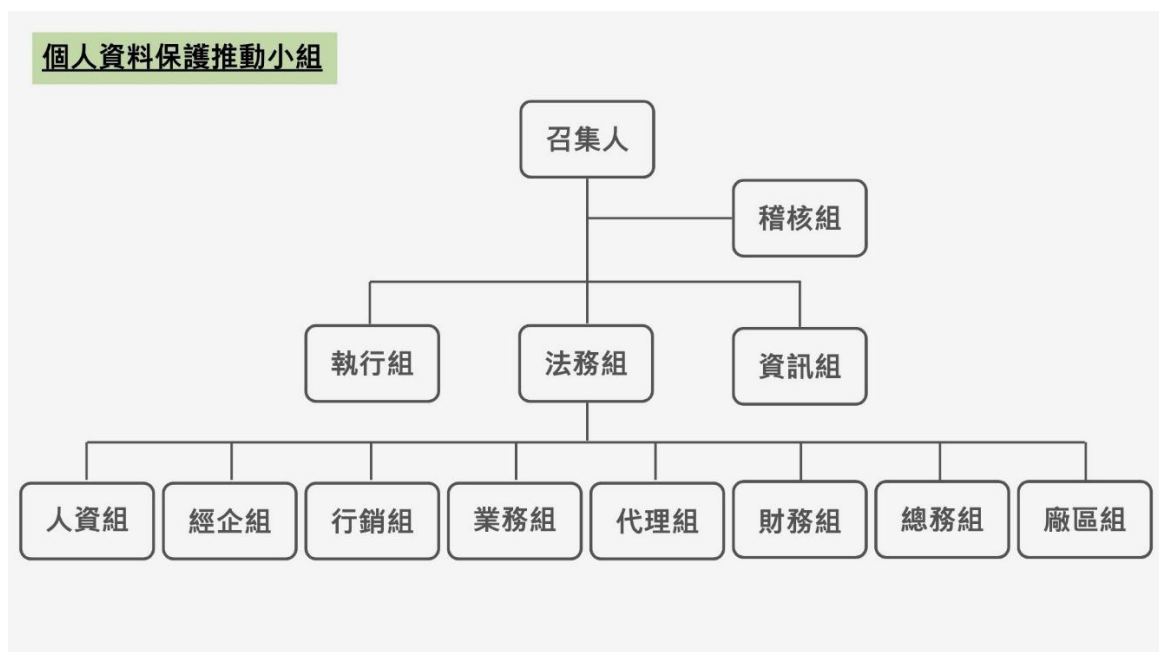 個人資料保護推動小組
召集人
稽核組
執行組
法務組
資訊組
人資組
經企組
行銷組
業務組
代理組
財務組
總務組
廠區組